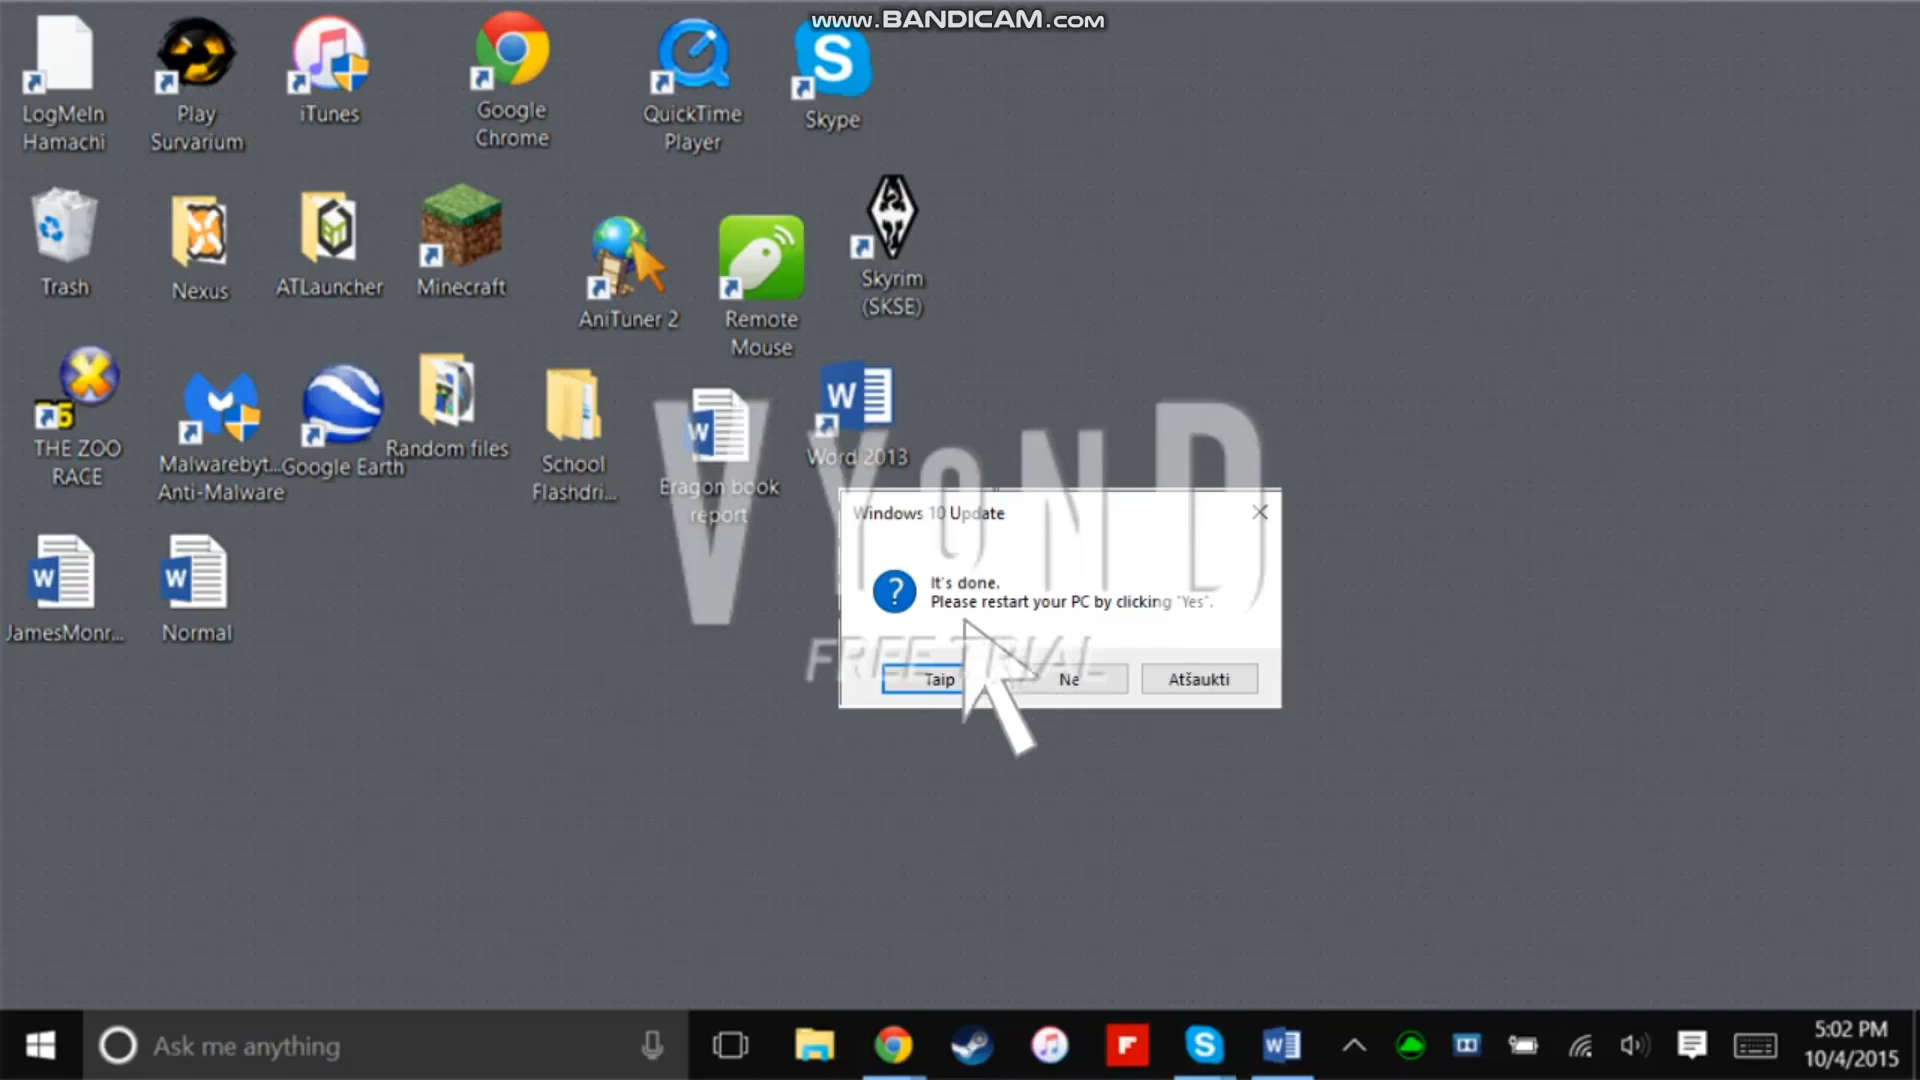 www.BANDICAM.com
LogMeIn
Hamachi
Play
Survarium
iTunes
Google
Chrome
QuickTime
Player
Skype
Trash
Nexus
ATLauncher
Minecraft
AniTuner 2
Remote
Mouse
Skyrim
(SKSE)
THE ZOO
RACE
Malwarebyt...
Anti-Malware
Google Earth
Random files
School
Flashdri...
Eragon book
report
Word 2013
JamesMonr...
Normal
VYOND
FREE TRIAL
Windows 10 Update
It's done.
Please restart your PC by clicking "Yes".
Taip
Ne
Atšaukti
Ask me anything
5:02 PM
10/4/2015